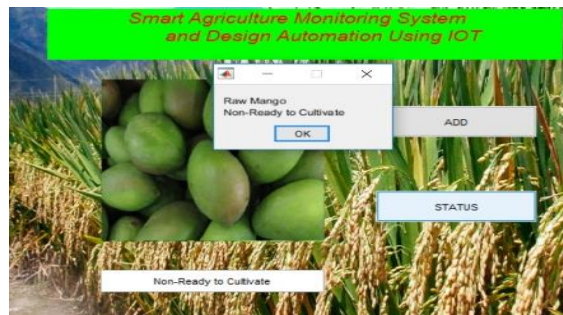 Smart Agriculture Monitoring System
and Design Automation Using IOT
Raw Mango
Non-Ready to Cultivate
OK
ADD
STATUS
Non-Ready to Cultivate